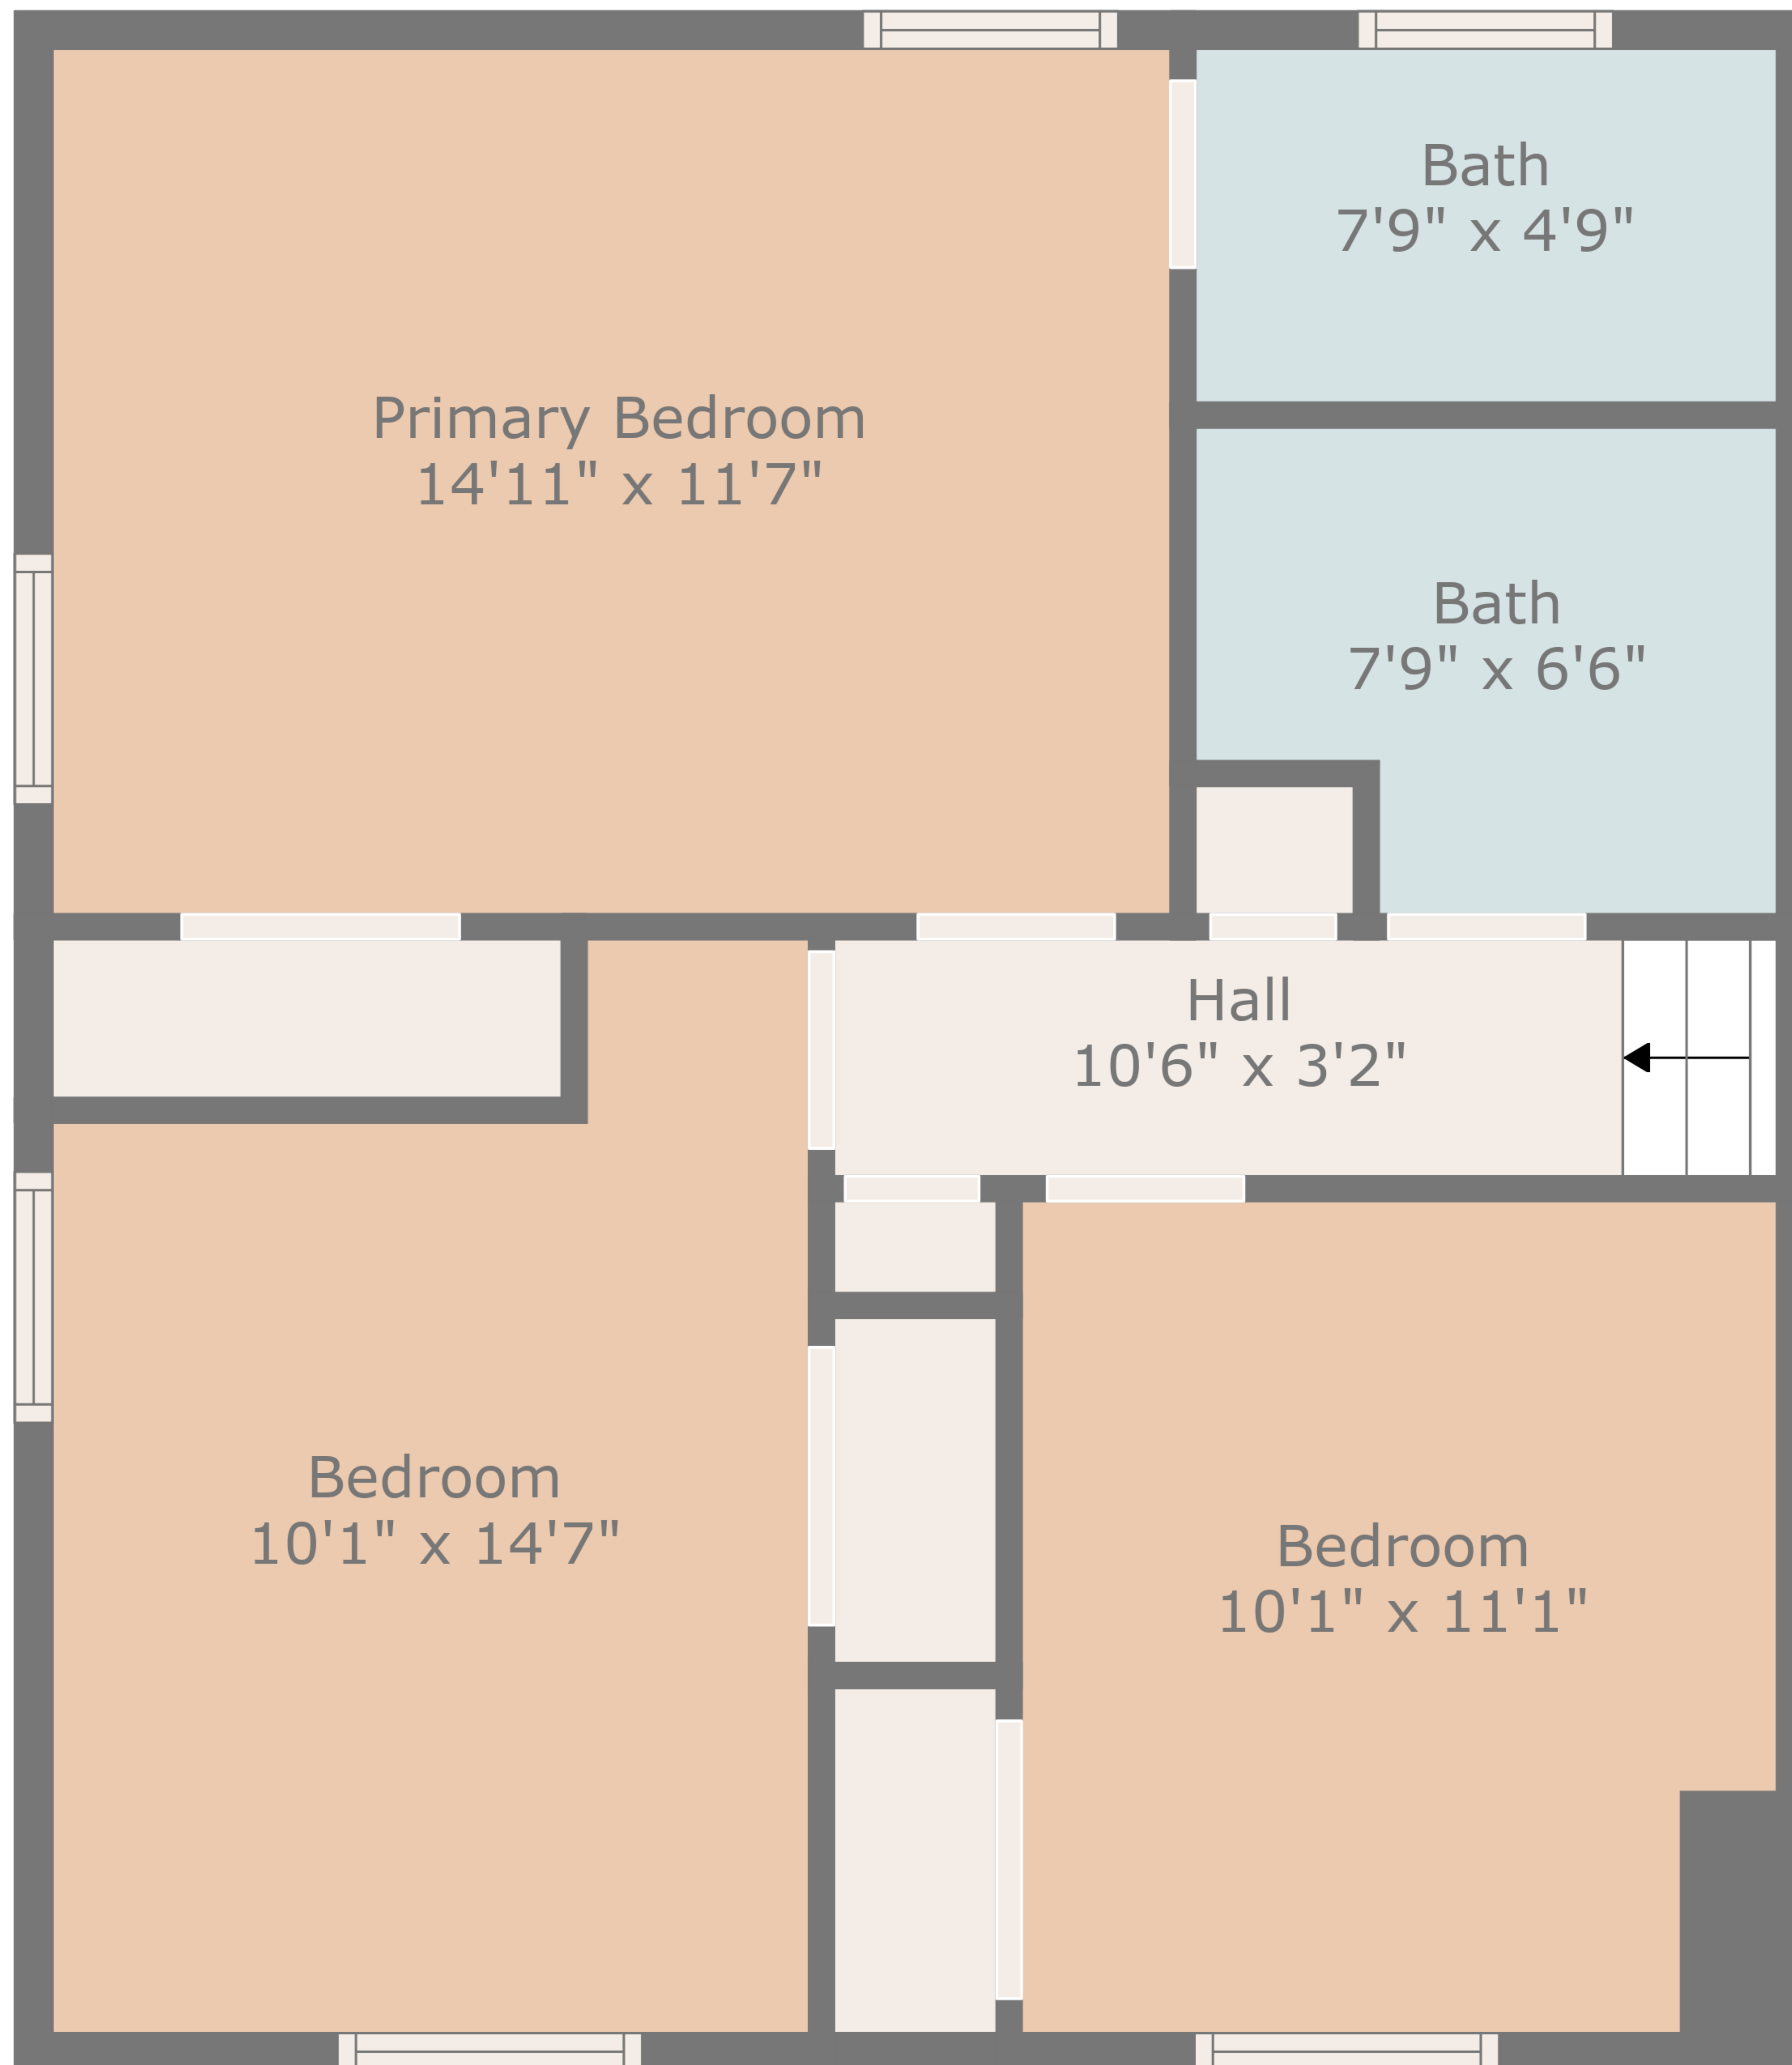 Bath
7'9" x 4'9"
Primary Bedroom
14'11" x 11'7"
Bath
7'9" x 6'6"
Hall
10'6" x 3'2"
Bedroom
10'1" x 14'7"
Bedroom
10'1" x 11'1"